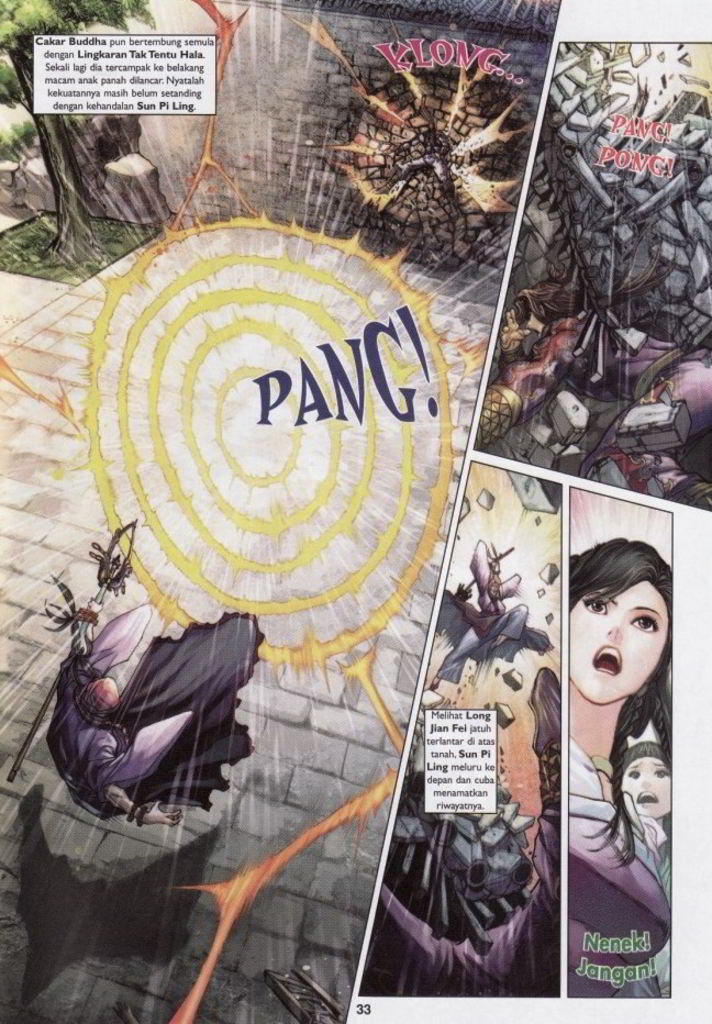 Cakar Buddha pun bertembung semula
dengan Lingkaran Tak Tentu Hala.
Sekali lagi dia tercampak ke belakang
macam anak panah dilancar. Nyatalah
kekuatannya masih belum setanding
dengan kehandalan Sun Pi Ling.
KLONG...
PANG!
PONG!
PANG!
Melihat Long
Jian Fei jatuh
terlantar di atas
tanah, Sun Pi
Ling meluru ke
depan dan cuba
menamatkan
riwayatnya.
Nenek!
Jangan!
33